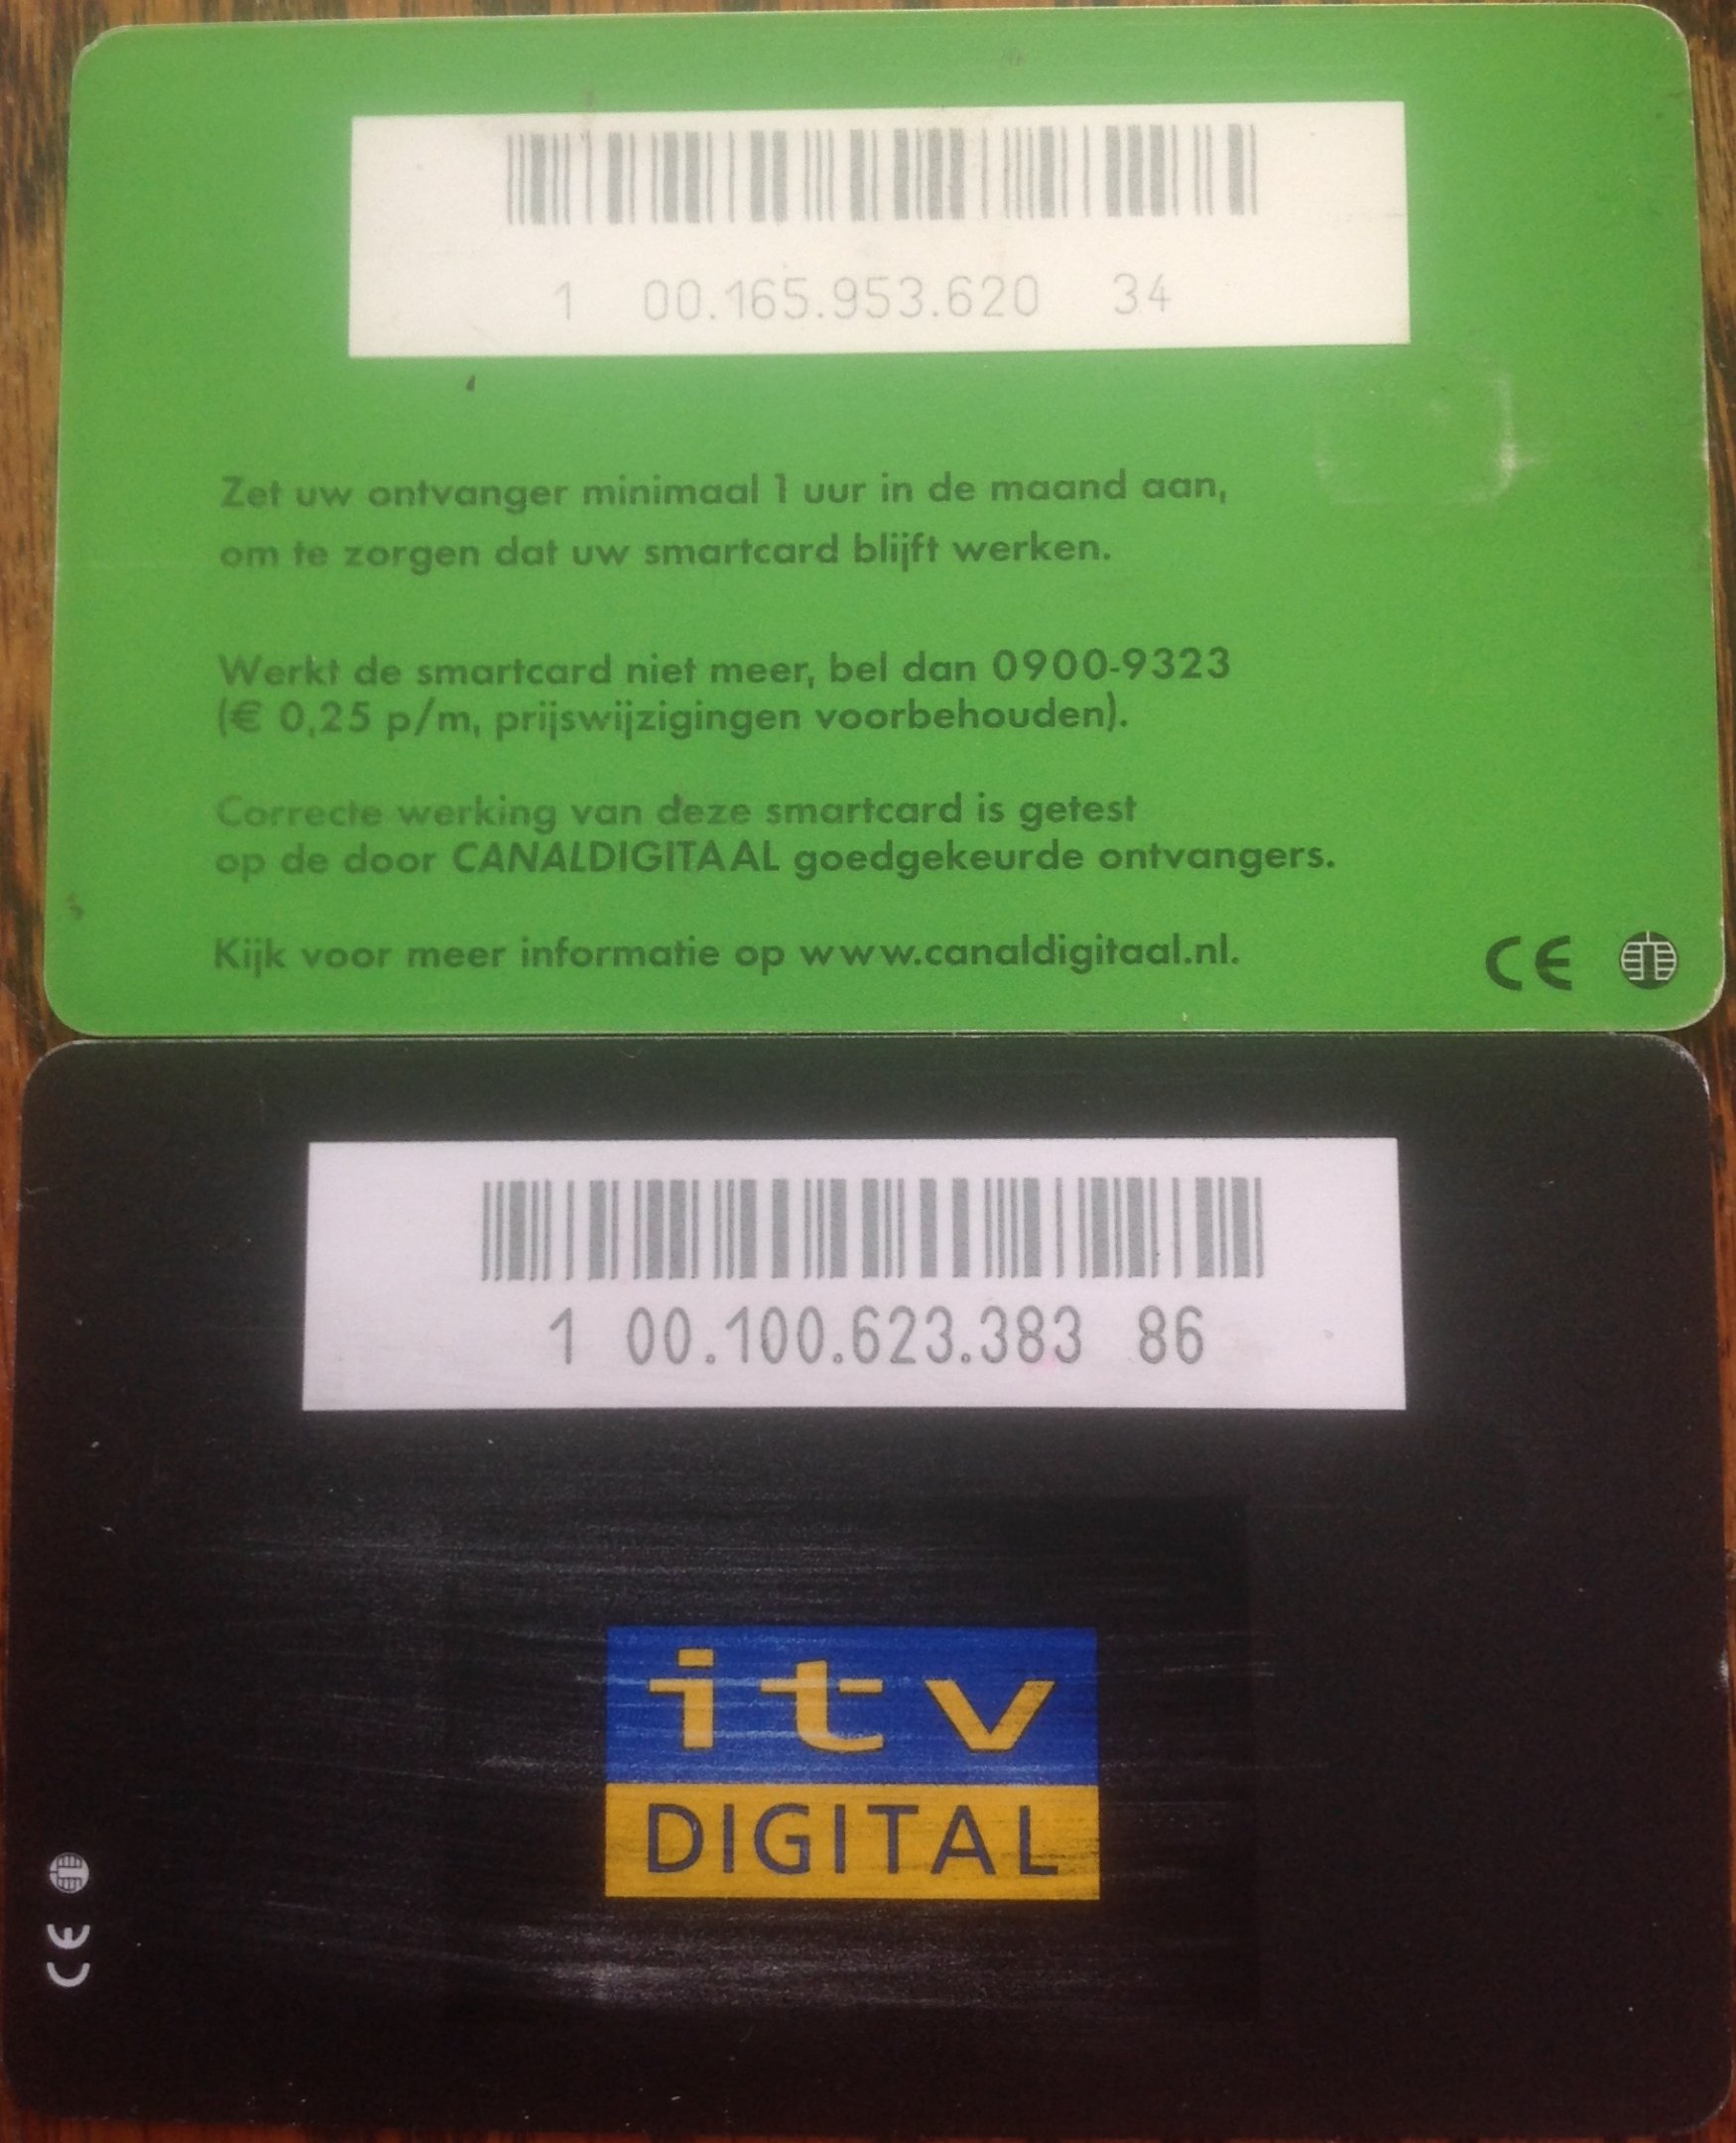 1 00.165.953.620 34
Zet uw ontvanger minimaal 1 uur in de maand aan,
om te zorgen dat uw smartcard blijft werken.
Werkt de smartcard niet meer, bel dan 0900-9323
(€ 0,25 p/m, prijswijzigingen voorbehouden).
Correcte werking van deze smartcard is getest
op de door CANALDIGITAAL goedgekeurde ontvangers.
Kijk voor meer informatie op www.canaldigitaal.nl.
CE
1 00.100.623.383 86
itv
DIGITAL
CE